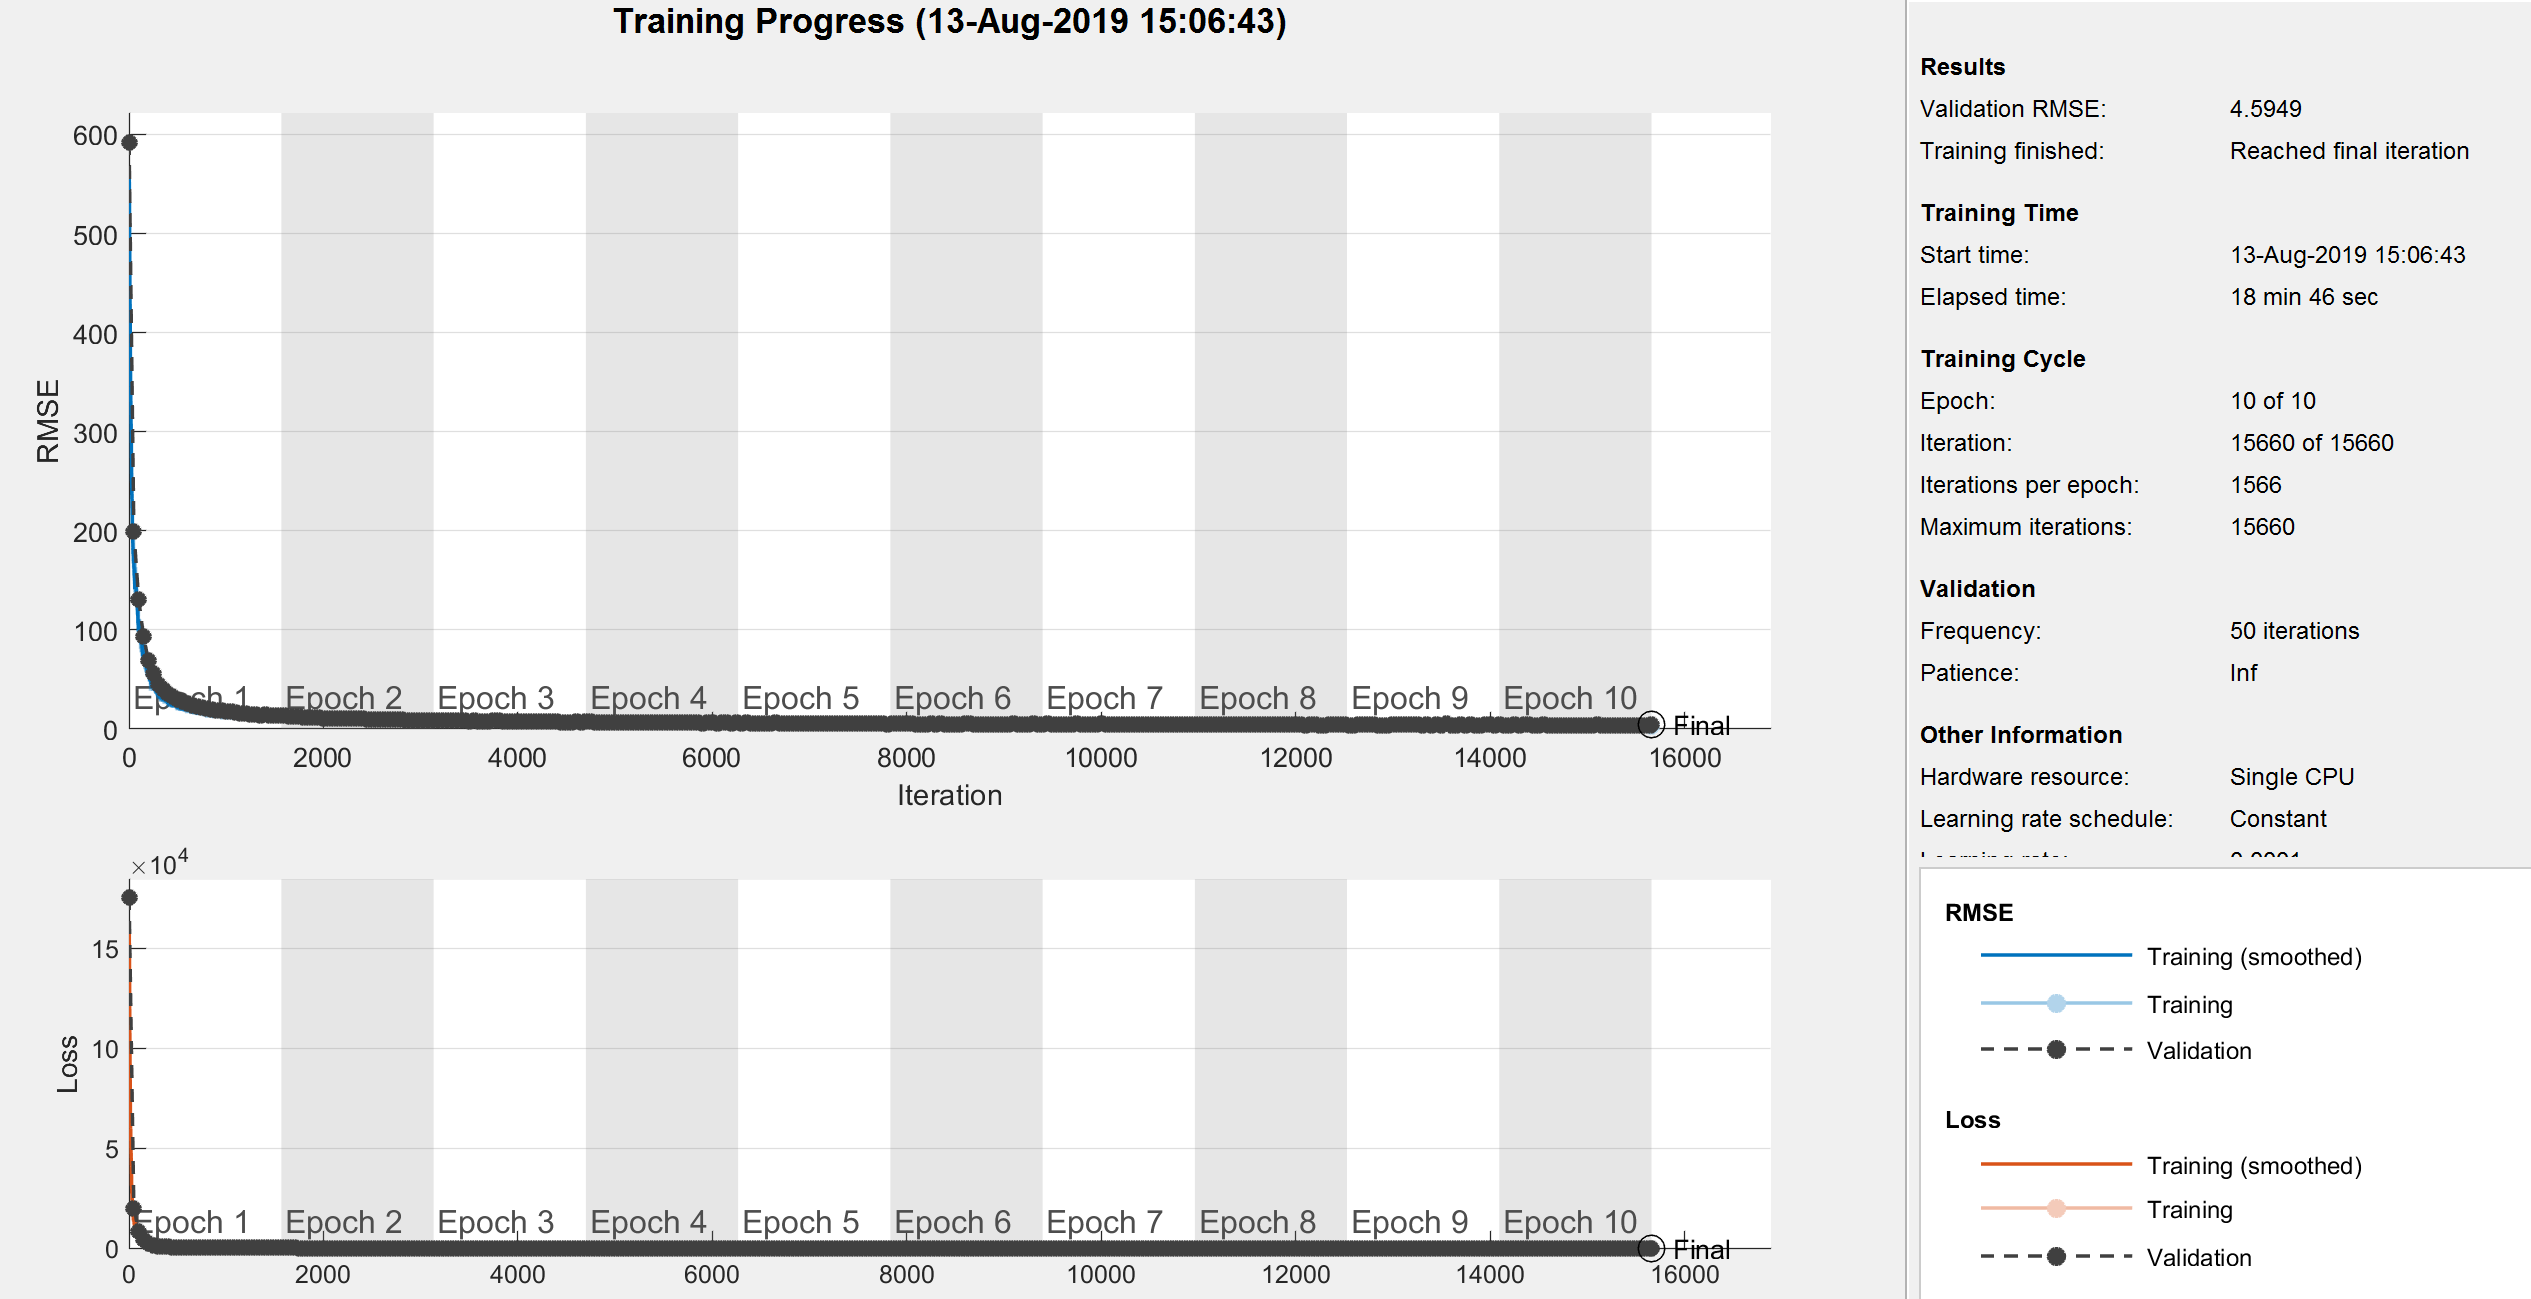 Training Progress (13-Aug-2019 15:06:43)
600
500
400
300
200
100
0
RMSE
Epoch 1 Epoch 2 Epoch 3 Epoch 4 Epoch 5 Epoch 6 Epoch 7 Epoch 8 Epoch 9 Epoch 10 Final
0 2000 4000 6000 8000 10000 12000 14000 16000
Iteration
×10^4
15
10
5
0
Loss
Epoch 1 Epoch 2 Epoch 3 Epoch 4 Epoch 5 Epoch 6 Epoch 7 Epoch 8 Epoch 9 Epoch 10 Final
0 2000 4000 6000 8000 10000 12000 14000 16000
Results
Validation RMSE: 4.5949
Training finished: Reached final iteration
Training Time
Start time: 13-Aug-2019 15:06:43
Elapsed time: 18 min 46 sec
Training Cycle
Epoch: 10 of 10
Iteration: 15660 of 15660
Iterations per epoch: 1566
Maximum iterations: 15660
Validation
Frequency: 50 iterations
Patience: Inf
Other Information
Hardware resource: Single CPU
Learning rate schedule: Constant
Learning rate: 0.0001
RMSE
Training (smoothed)
Training
Validation
Loss
Training (smoothed)
Training
Validation